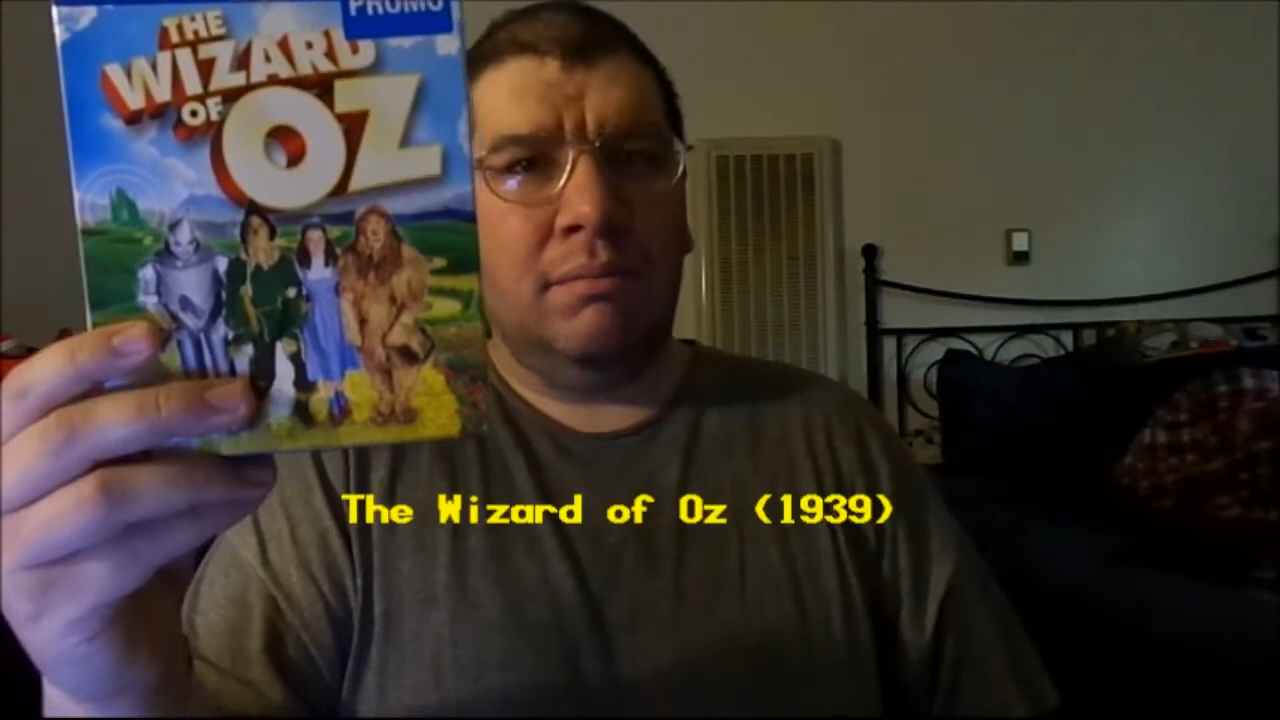 PROMO
THE
WIZARD
OF OZ
The Wizard of Oz (1939)